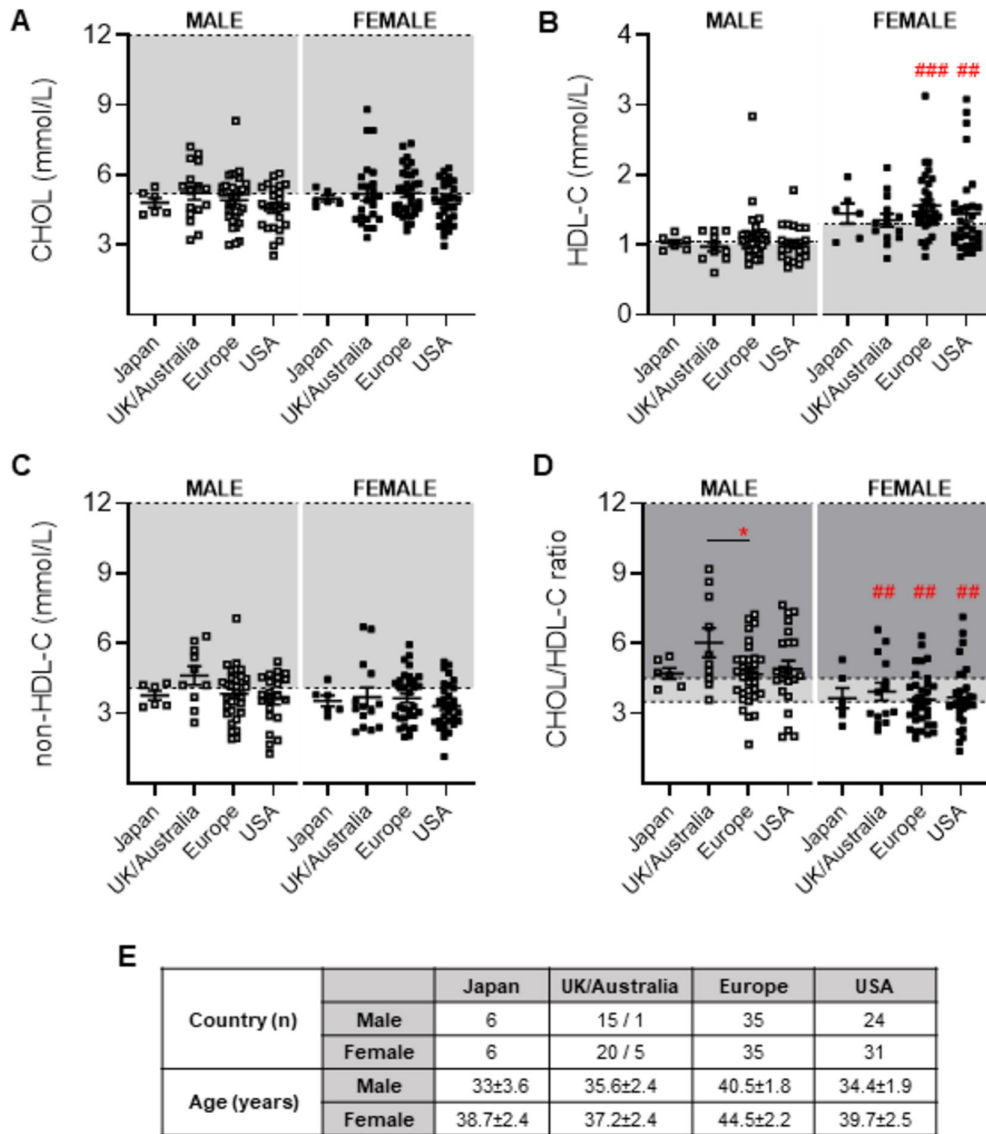 A
MALE FEMALE
CHOL (mmol/L)
12
9
6
3
Japan UK/Australia Europe USA Japan UK/Australia Europe USA
B
MALE FEMALE
HDL-C (mmol/L)
4
3
2
1
0
### ##
Japan UK/Australia Europe USA Japan UK/Australia Europe USA
C
MALE FEMALE
non-HDL-C (mmol/L)
12
9
6
3
Japan UK/Australia Europe USA Japan UK/Australia Europe USA
D
MALE FEMALE
CHOL/HDL-C ratio
12
9
6
3
*
## ## ##
Japan UK/Australia Europe USA Japan UK/Australia Europe USA
E
Japan UK/Australia Europe USA
Country (n)
Male 6 15 / 1 35 24
Female 6 20 / 5 35 31
Age (years)
Male 33±3.6 35.6±2.4 40.5±1.8 34.4±1.9
Female 38.7±2.4 37.2±2.4 44.5±2.2 39.7±2.5